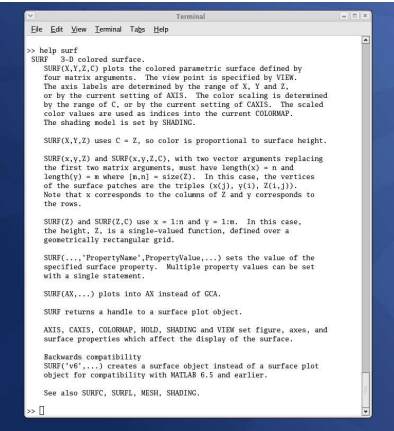 Terminal
File Edit View Terminal Tabs Help
>> help surf
SURF   3-D colored surface.
SURF(X,Y,Z,C) plots the colored parametric surface defined by
four matrix arguments.  The view point is specified by VIEW.
The axis labels are determined by the range of X, Y and Z,
or by the current setting of AXIS.  The color scaling is determined
by the range of C, or by the current setting of CAXIS.  The scaled
color values are used as indices into the current COLORMAP.
The shading model is set by SHADING.
SURF(X,Y,Z) uses C = Z, so color is proportional to surface height.
SURF(x,y,Z) and SURF(x,y,Z,C), with two vector arguments replacing
the first two matrix arguments, must have length(x) = n and
length(y) = m where [m,n] = size(Z).  In this case, the vertices
of the surface patches are the triples (x(j), y(i), Z(i,j)).
Note that x corresponds to the columns of Z and y corresponds to
the rows.
SURF(Z) and SURF(Z,C) use x = 1:n and y = 1:m.  In this case,
the height, Z, is a single-valued function, defined over a
geometrically rectangular grid.
SURF(...,'PropertyName',PropertyValue,...) sets the value of the
specified surface property.  Multiple property values can be set
with a single statement.
SURF(AX,...) plots into AX instead of GCA.
SURF returns a handle to a surface plot object.
AXIS, CAXIS, COLORMAP, HOLD, SHADING and VIEW set figure, axes, and
surface properties which affect the display of the surface.
Backwards compatibility
SURF('v6',...) creates a surface object instead of a surface plot
object for compatibility with MATLAB 6.5 and earlier.
See also SURFC, SURFL, MESH, SHADING.
>>